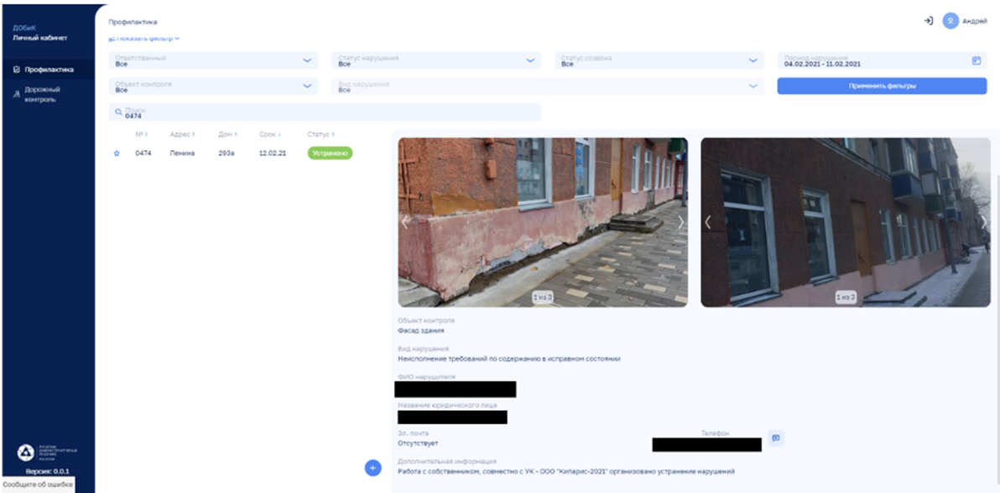 ДОБиК
Личный кабинет
Профилактика
Дорожный
контроль
Профилактика
Андрей
Показать фильтр
Ответственный
Все
Статус нарушения
Все
Статус созвона
Все
Период нарушения
04.02.2021 - 11.02.2021
Объект контроля
Все
Вид нарушения
Все
Применить фильтры
Поиск
0474
№ Адрес Дом Срок Статус
0474 Ленина 293а 12.02.21 Устранено
1 из 3
1 из 3
Объект контроля
Фасад здания
Вид нарушения
Неисполнение требований по содержанию в исправном состоянии
ФИО нарушителя
Название юридического лица
Эл. почта
Отсутствует
Телефон
Дополнительная информация
Работа с собственником, совместно с УК - ООО "Кипарис-2021" организовано устранение нарушений
Версия: 0.0.1
Сообщите об ошибке